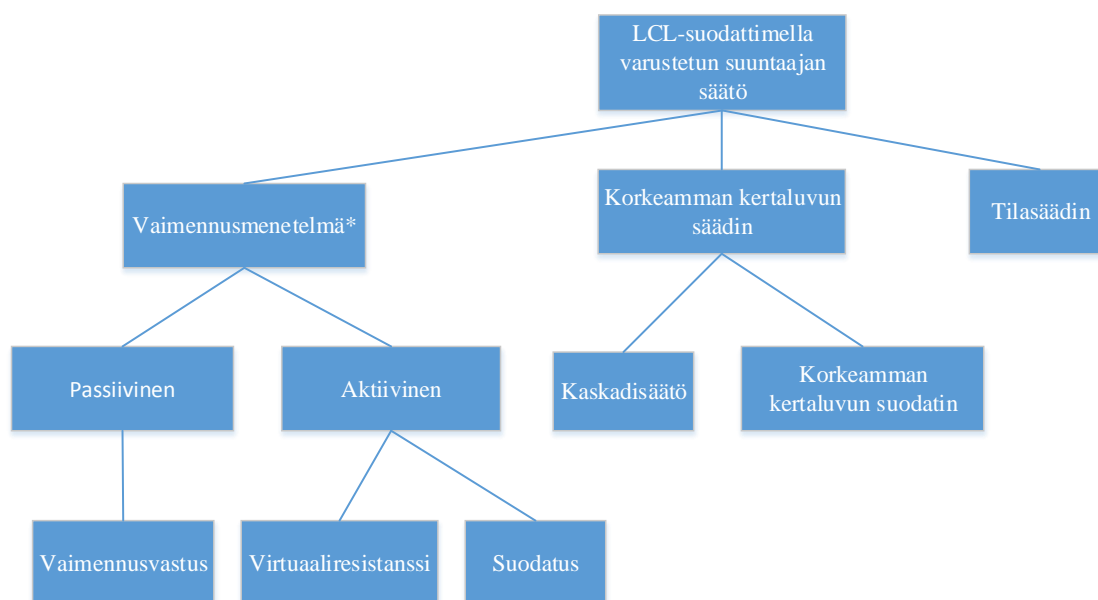 LCL-suodattimella
varustetun suuntaajan
säätö
Vaimennusmenetelmä*
Korkeamman kertaluvun
säädin
Tilasäädin
Passiivinen
Aktiivinen
Kaskadisäätö
Korkeamman
kertaluvun suodatin
Vaimennusvastus
Virtuaaliresistanssi
Suodatus